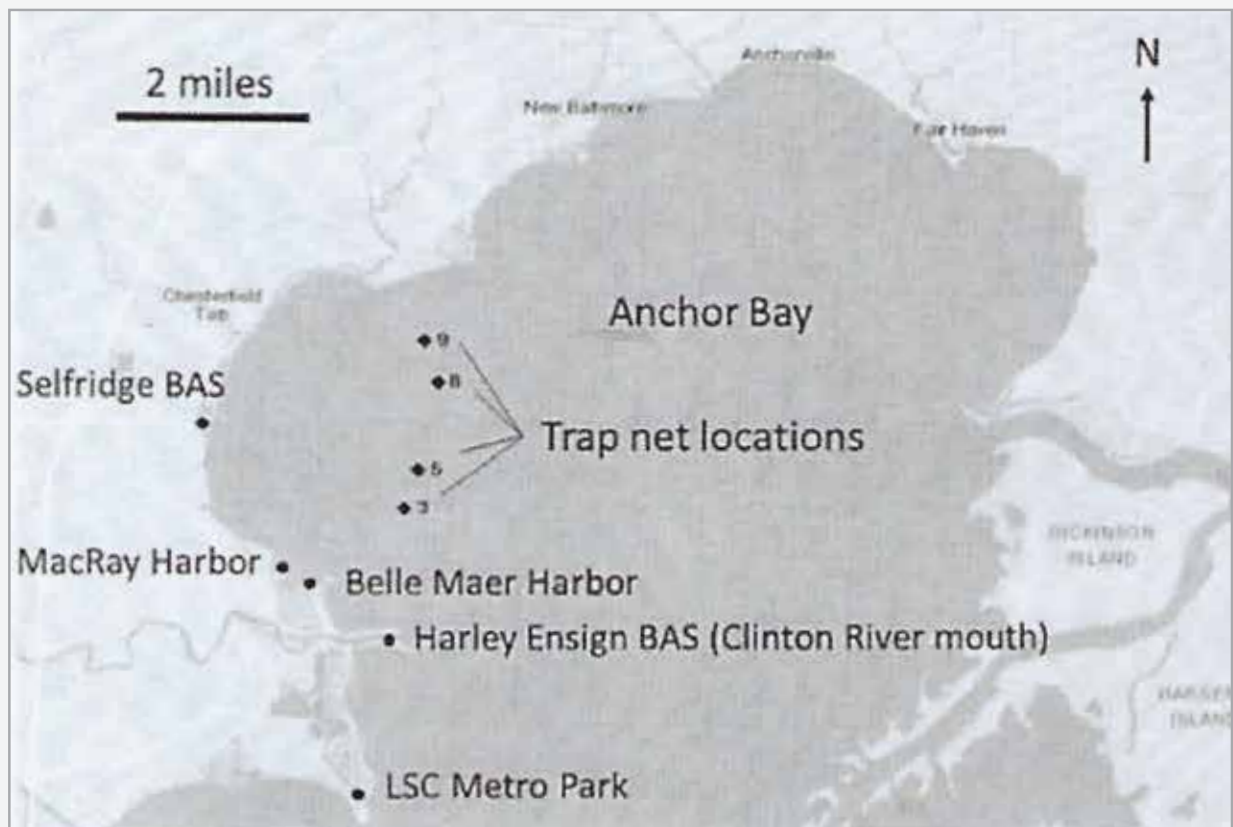 2 miles
N
Anchorville
New Baltimore
Fair Haven
Chesterfield
Twp
Anchor Bay
9
8
Selfridge BAS
Trap net locations
5
3
DICKINSON
ISLAND
MacRay Harbor
Belle Maer Harbor
Harley Ensign BAS (Clinton River mouth)
ISLAND
LSC Metro Park